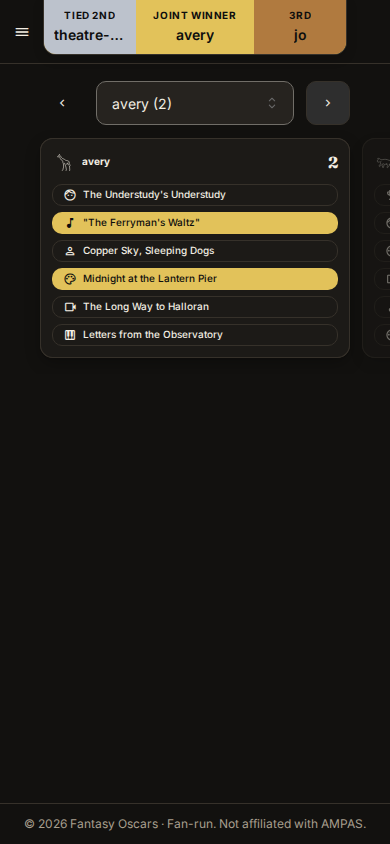 TIED 2ND
theatre-...
JOINT WINNER
avery
3RD
jo
avery (2)
avery
2
The Understudy's Understudy
"The Ferryman's Waltz"
Copper Sky, Sleeping Dogs
Midnight at the Lantern Pier
The Long Way to Halloran
Letters from the Observatory
© 2026 Fantasy Oscars · Fan-run. Not affiliated with AMPAS.